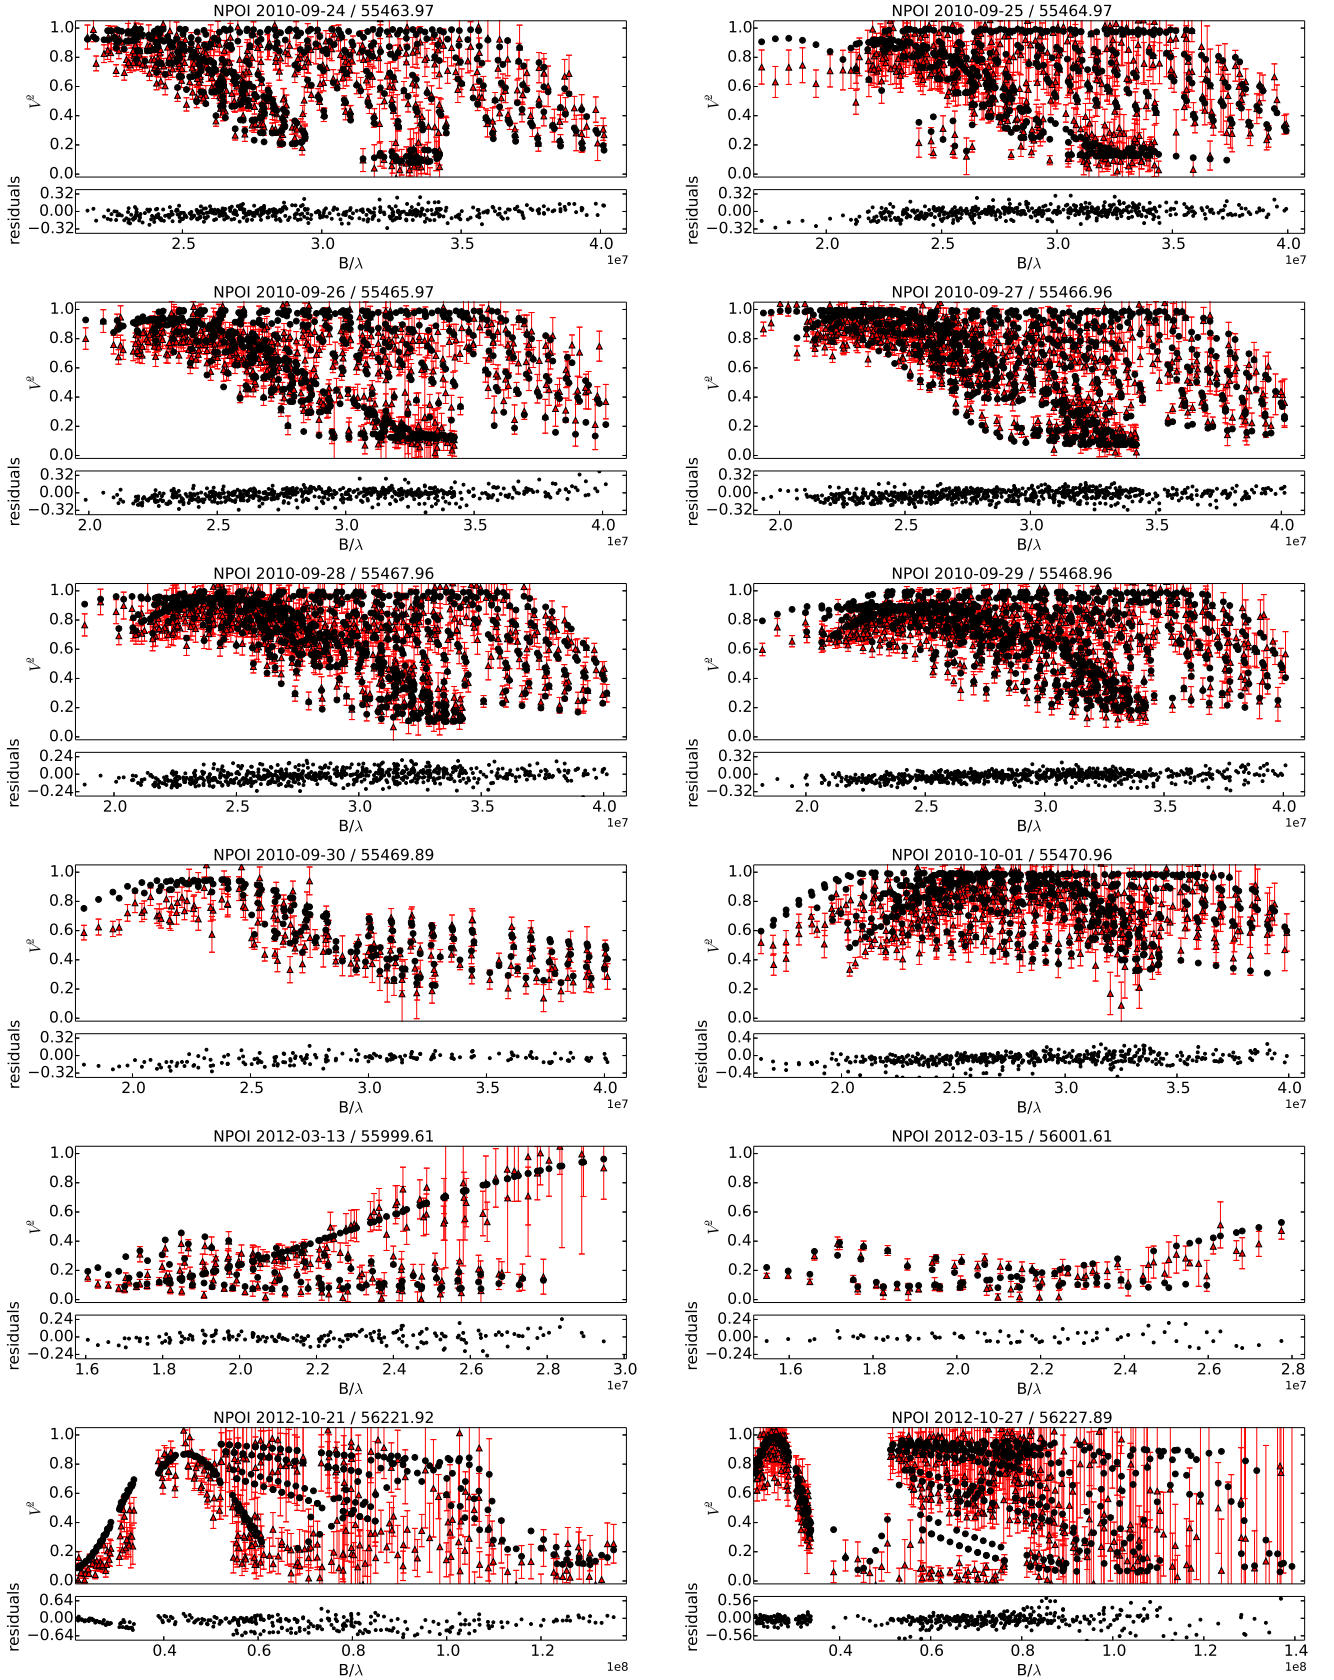 NPOI 2010-09-24 / 55463.97
1.0
0.8
0.6
0.4
0.2
0.0
V²
0.32
0.00
−0.32
residuals
2.5 3.0 3.5 4.0
1e7
B/λ
NPOI 2010-09-25 / 55464.97
1.0
0.8
0.6
0.4
0.2
0.0
V²
0.32
0.00
−0.32
residuals
2.0 2.5 3.0 3.5 4.0
1e7
B/λ
NPOI 2010-09-26 / 55465.97
1.0
0.8
0.6
0.4
0.2
0.0
V²
0.32
0.00
−0.32
residuals
2.0 2.5 3.0 3.5 4.0
1e7
B/λ
NPOI 2010-09-27 / 55466.96
1.0
0.8
0.6
0.4
0.2
0.0
V²
0.32
0.00
−0.32
residuals
2.0 2.5 3.0 3.5 4.0
1e7
B/λ
NPOI 2010-09-28 / 55467.96
1.0
0.8
0.6
0.4
0.2
0.0
V²
0.24
0.00
−0.24
residuals
2.0 2.5 3.0 3.5 4.0
1e7
B/λ
NPOI 2010-09-29 / 55468.96
1.0
0.8
0.6
0.4
0.2
0.0
V²
0.32
0.00
−0.32
residuals
2.0 2.5 3.0 3.5 4.0
1e7
B/λ
NPOI 2010-09-30 / 55469.89
1.0
0.8
0.6
0.4
0.2
0.0
V²
0.32
0.00
−0.32
residuals
2.0 2.5 3.0 3.5 4.0
1e7
B/λ
NPOI 2010-10-01 / 55470.96
1.0
0.8
0.6
0.4
0.2
0.0
V²
0.4
0.0
−0.4
residuals
2.0 2.5 3.0 3.5 4.0
1e7
B/λ
NPOI 2012-03-13 / 55999.61
1.0
0.8
0.6
0.4
0.2
0.0
V²
0.24
0.00
−0.24
residuals
1.6 1.8 2.0 2.2 2.4 2.6 2.8 3.0
1e7
B/λ
NPOI 2012-03-15 / 56001.61
1.0
0.8
0.6
0.4
0.2
0.0
V²
0.24
0.00
−0.24
residuals
1.6 1.8 2.0 2.2 2.4 2.6 2.8
1e7
B/λ
NPOI 2012-10-21 / 56221.92
1.0
0.8
0.6
0.4
0.2
0.0
V²
0.64
0.00
−0.64
residuals
0.4 0.6 0.8 1.0 1.2
1e8
B/λ
NPOI 2012-10-27 / 56227.89
1.0
0.8
0.6
0.4
0.2
0.0
V²
0.56
0.00
−0.56
residuals
0.4 0.6 0.8 1.0 1.2 1.4
1e8
B/λ